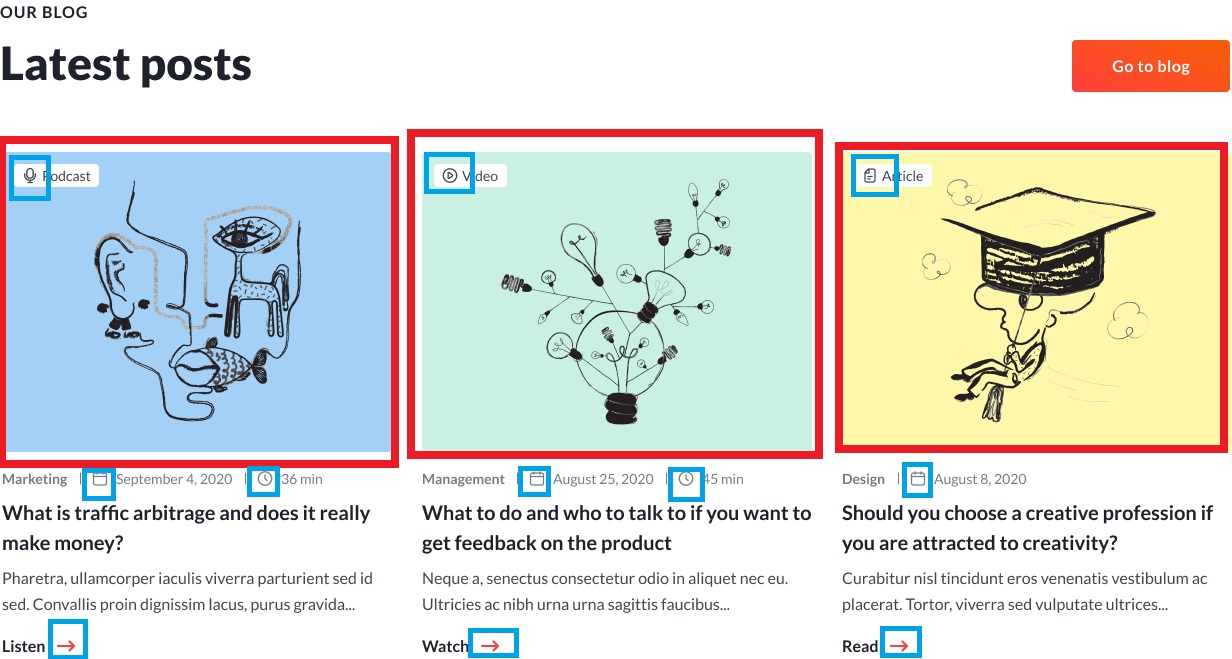 OUR BLOG
Latest posts
Go to blog
Podcast
Marketing | September 4, 2020 | 36 min
What is traffic arbitrage and does it really
make money?
Pharetra, ullamcorper iaculis viverra parturient sed id
sed. Convallis proin dignissim lacus, purus gravida...
Listen →
Video
Management | August 25, 2020 | 45 min
What to do and who to talk to if you want to
get feedback on the product
Neque a, senectus consectetur odio in aliquet nec eu.
Ultricies ac nibh urna urna sagittis faucibus...
Watch →
Article
Design | August 8, 2020
Should you choose a creative profession if
you are attracted to creativity?
Curabitur nisl tincidunt eros venenatis vestibulum ac
placerat. Tortor, viverra sed vulputate ultrices...
Read →